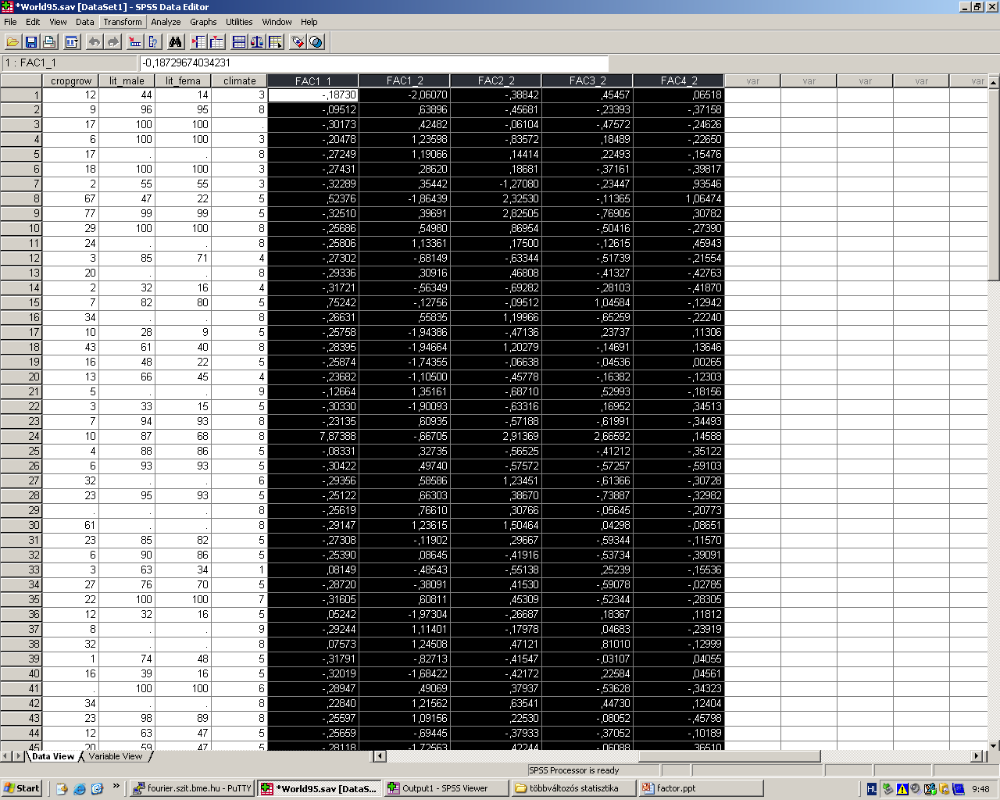 *World95.sav [DataSet1] - SPSS Data Editor
File Edit View Data Transform Analyze Graphs Utilities Window Help
1 : FAC1_1 -0,18729674034231
cropgrow lit_male lit_fema climate FAC1_1 FAC1_2 FAC2_2 FAC3_2 FAC4_2 var var var var var
1 12 44 14 3 -,18730 -2,06070 -,38842 ,45457 ,06518
2 9 96 95 8 -,09512 ,63896 -,45681 -,23393 -,37158
3 17 100 100 . -,30173 ,42482 -,06104 -,47572 -,24626
4 6 100 100 3 -,20478 1,23598 -,83572 ,18489 -,22650
5 17 . . 8 -,27249 1,19066 ,14414 ,22493 -,15476
6 18 100 100 3 -,27431 ,28620 ,18681 -,37161 -,39817
7 2 55 55 3 -,32289 ,35442 -1,27080 -,23447 ,93546
8 67 47 22 5 ,52376 -1,86439 2,32530 -,11365 1,06474
9 77 99 99 5 -,32510 ,39691 2,82505 -,76905 ,30782
10 29 100 100 8 -,25686 ,54980 ,86954 -,50416 -,27390
11 24 . . 8 -,25806 1,13361 ,17500 -,12615 ,45943
12 3 85 71 4 -,27302 -,68149 -,63344 -,51739 -,21554
13 20 . . 8 -,29336 ,30916 ,46808 -,41327 -,42763
14 2 32 16 4 -,31721 -,56349 -,69282 -,28103 -,41870
15 7 82 80 5 ,75242 -,12756 -,09512 1,04584 -,12942
16 34 . . 8 -,26631 ,55835 1,19966 -,65259 -,22240
17 10 28 9 5 -,25758 -1,94386 -,47136 ,23737 ,11306
18 43 61 40 8 -,28395 -1,94664 1,20279 -,14691 ,13646
19 16 48 22 5 -,25874 -1,74355 -,06638 -,04536 ,00265
20 13 66 45 4 -,23682 -1,10500 -,45778 -,16382 -,12303
21 5 . . 9 -,12664 1,35161 -,68710 ,52993 -,18156
22 3 33 15 5 -,30330 -1,90093 -,63316 ,16952 ,34513
23 7 94 93 8 -,23135 ,60935 -,57188 -,61991 -,34493
24 10 87 68 8 7,87388 -,66705 2,91369 2,66592 ,14588
25 4 88 86 5 -,08331 ,32735 -,56525 -,41212 -,35122
26 6 93 93 5 -,30422 ,49740 -,57572 -,57257 -,59103
27 32 . . 6 -,29356 ,58586 1,23451 -,61366 -,30728
28 23 95 93 5 -,25122 ,66303 ,38670 -,73887 -,32982
29 . . . 8 -,25619 ,76610 ,30766 -,05645 -,20773
30 61 . . 8 -,29147 1,23615 1,50464 ,04298 -,08651
31 23 85 82 5 -,27308 -,11902 ,29667 -,59344 -,11570
32 6 90 86 5 -,25390 ,08645 -,41916 -,53734 -,39091
33 3 63 34 1 ,08149 -,48543 -,55138 ,25239 -,15536
34 27 76 70 5 -,28720 -,38091 ,41530 -,59078 -,02785
35 22 100 100 7 -,31605 ,60811 ,45309 -,52344 -,28305
36 12 32 16 5 ,05242 -1,97304 -,26687 ,18367 ,11812
37 8 . . 9 -,29244 1,11401 -,17978 ,04683 -,23919
38 32 . . 8 ,07573 1,24508 ,47121 ,81010 -,12999
39 1 74 48 5 -,31791 -,82713 -,41547 -,03107 ,04055
40 16 39 16 5 -,32019 -1,68422 -,42172 ,22584 ,04561
41 . 100 100 6 -,28947 ,49069 ,37937 -,53628 -,34323
42 34 . . 8 ,22840 1,21562 ,63541 ,44730 ,12404
43 23 98 89 8 -,25597 1,09156 ,22530 -,08052 -,45798
44 12 63 47 5 -,25659 -,69445 -,37933 -,37052 -,10189
45 20 59 47 5 -,28118 -1,72563 ,42244 -,06088 ,36510
Data View Variable View
SPSS Processor is ready
Start » fourier.szit.bme.hu - PuTTY *World95.sav [DataS... Output1 - SPSS Viewer többváltozós statisztika factor.ppt HU 9:48